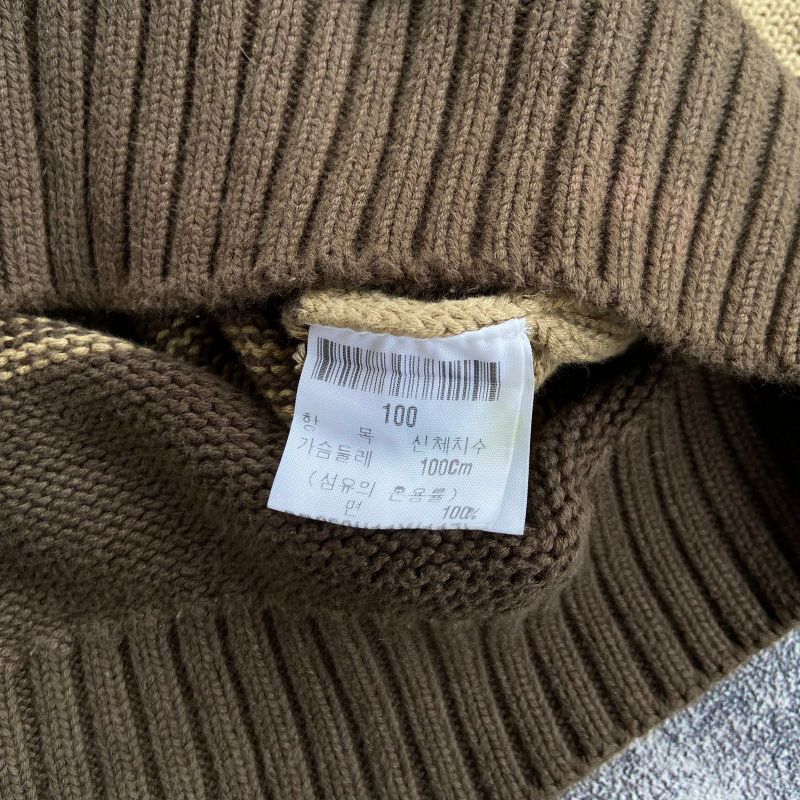 100
항 목 신체치수
가슴둘레 100Cm
(섬유의 혼용률)
면 100%